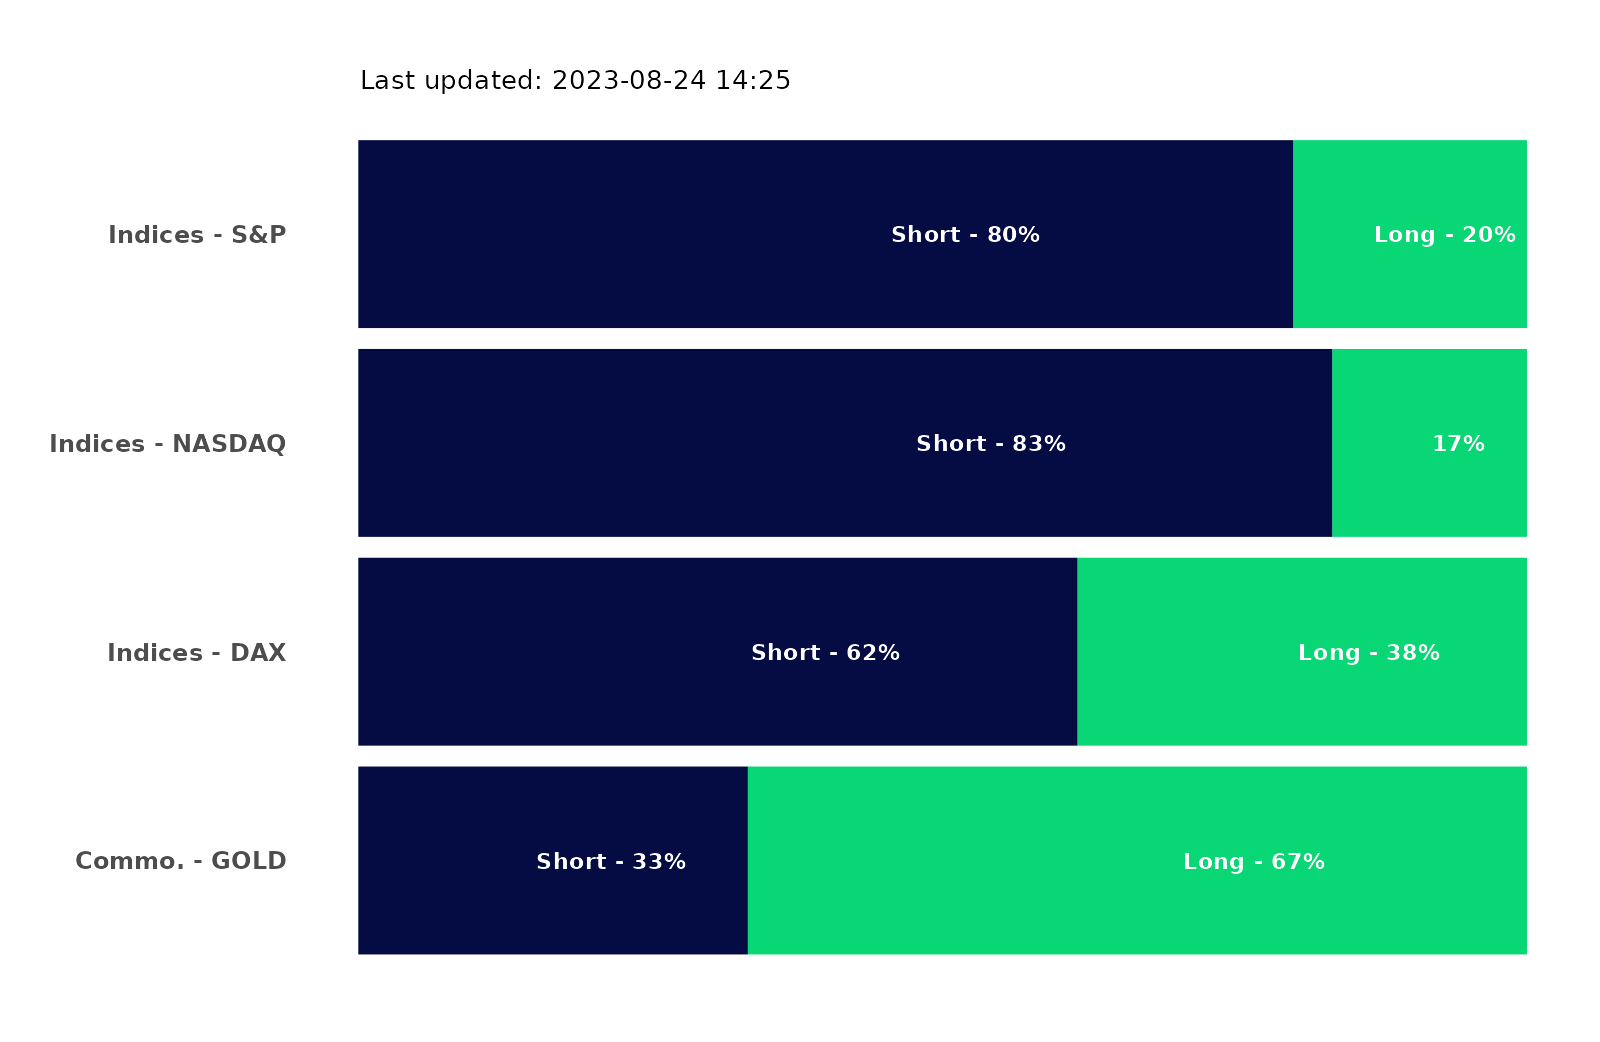 Last updated: 2023-08-24 14:25
Indices - S&P Short - 80% Long - 20%
Indices - NASDAQ Short - 83% 17%
Indices - DAX Short - 62% Long - 38%
Commo. - GOLD Short - 33% Long - 67%